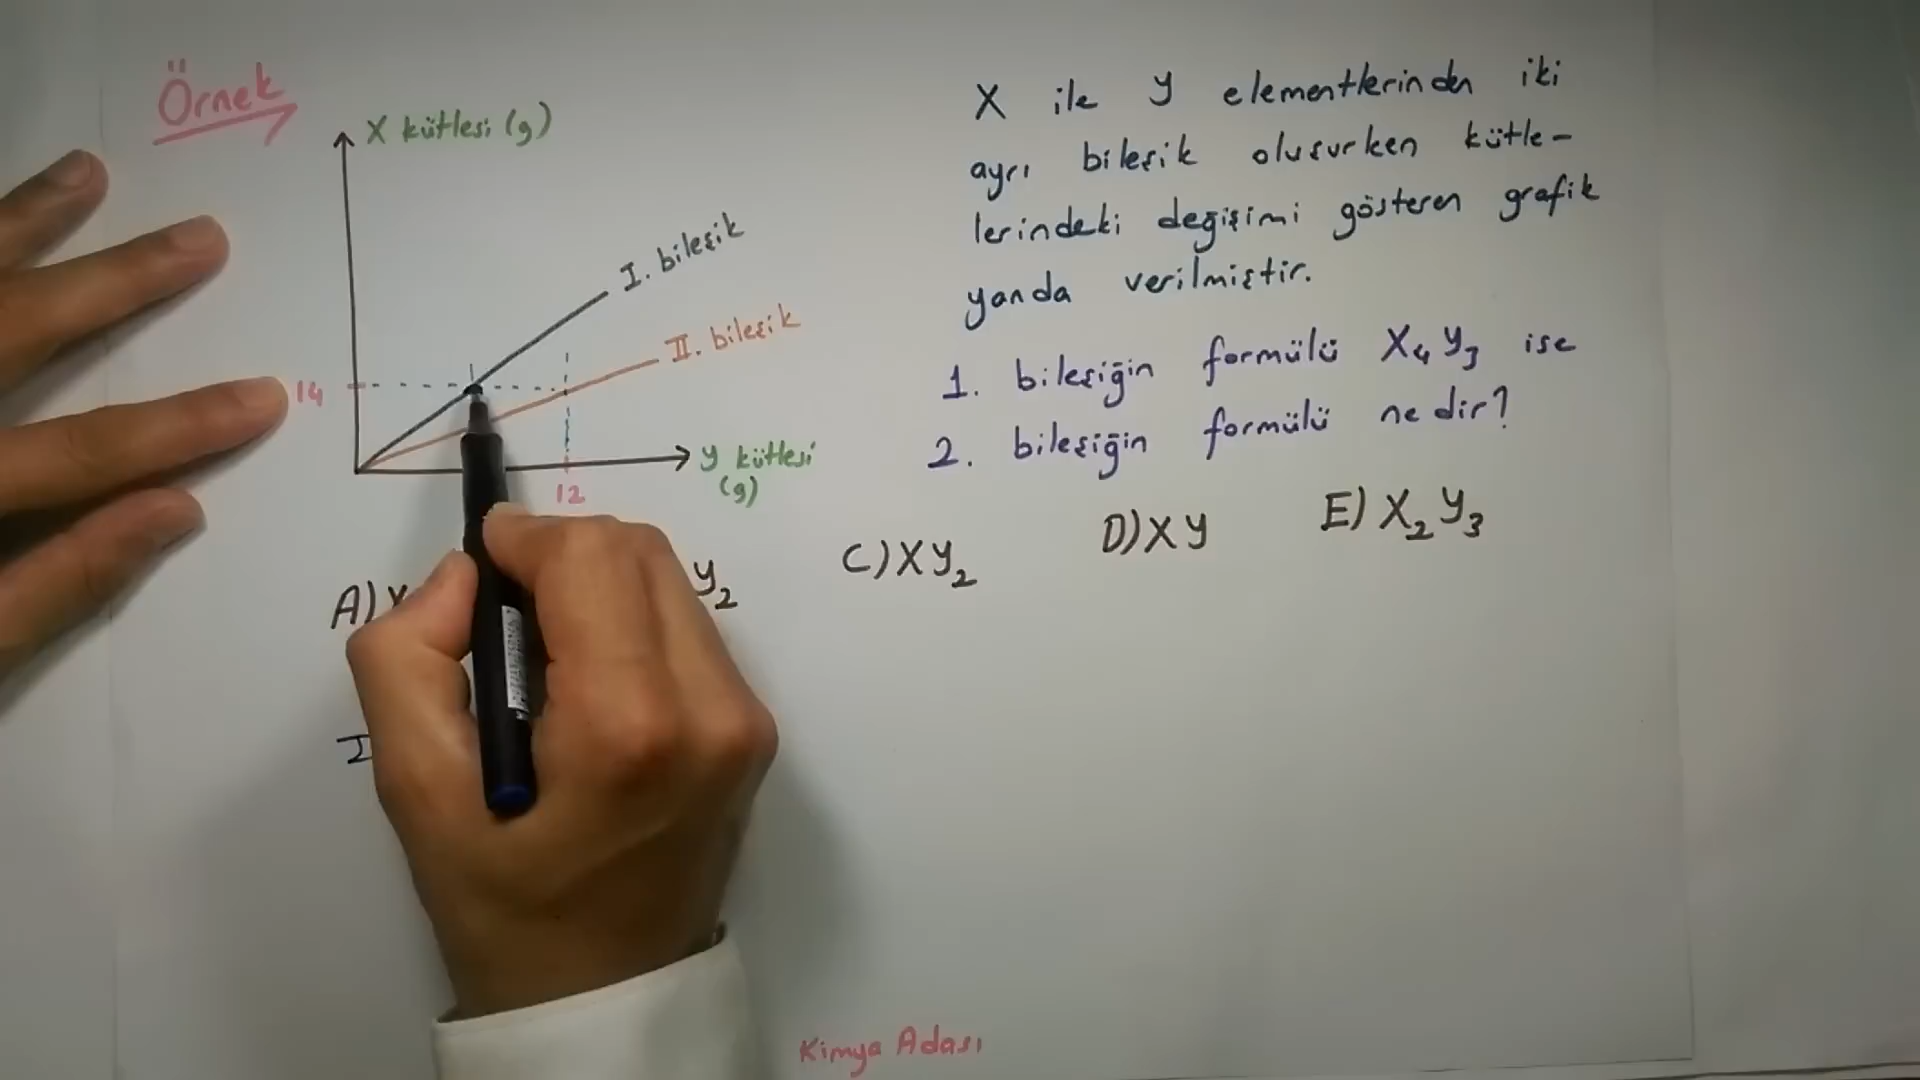 Örnek
X kütlesi (g)
I. bileşik
II. bileşik
14
12
y kütlesi
(g)
X ile y elementlerinden iki
ayrı bileşik oluşurken kütle-
lerindeki değişimi gösteren grafik
yanda verilmiştir.
1. bileşiğin formülü X₄y₃ ise
2. bileşiğin formülü nedir?
A)
y₂
C) Xy₂
D) Xy
E) X₂y₃
Kimya Adası